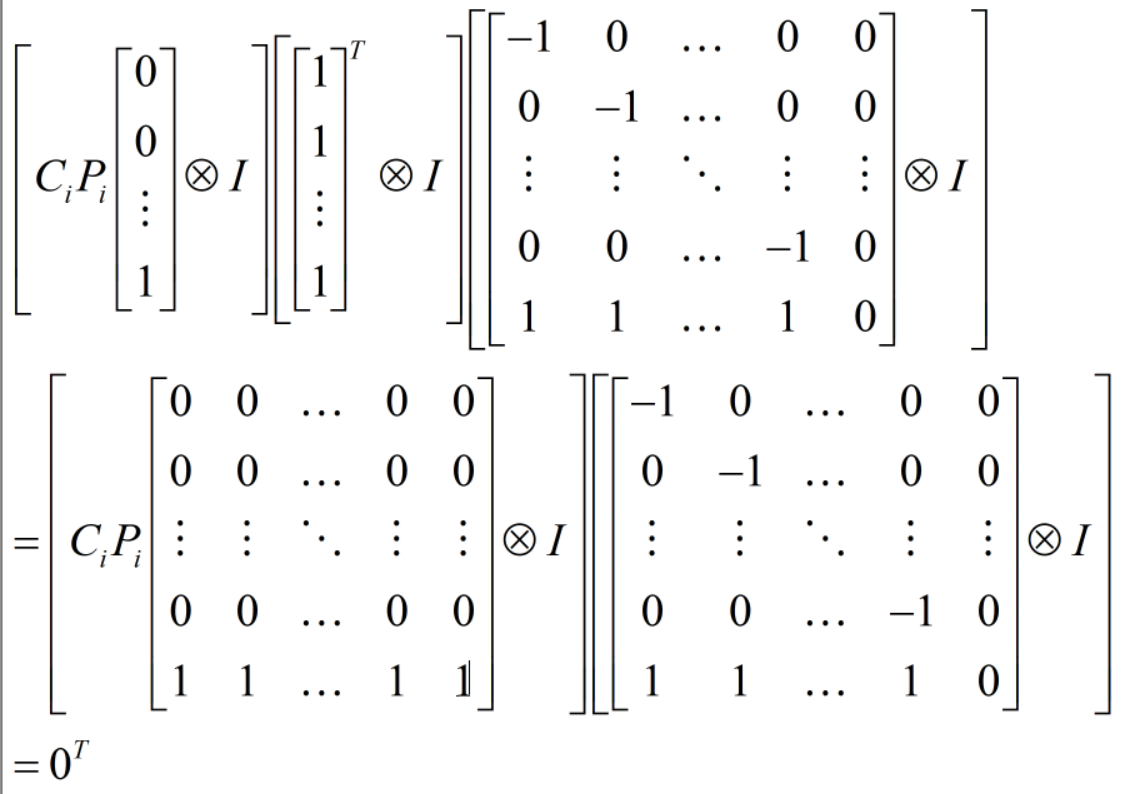 [C_i P_i [0 0 ⋮ 1] ⊗ I] [[1 1 ⋮ 1]^T ⊗ I] [[−1 0 … 0 0
0 −1 … 0 0
⋮ ⋮ ⋱ ⋮ ⋮
0 0 … −1 0
1 1 … 1 0] ⊗ I]
= [C_i P_i [0 0 … 0 0
0 0 … 0 0
⋮ ⋮ ⋱ ⋮ ⋮
0 0 … 0 0
1 1 … 1 1] ⊗ I] [[−1 0 … 0 0
0 −1 … 0 0
⋮ ⋮ ⋱ ⋮ ⋮
0 0 … −1 0
1 1 … 1 0] ⊗ I]
= 0^T